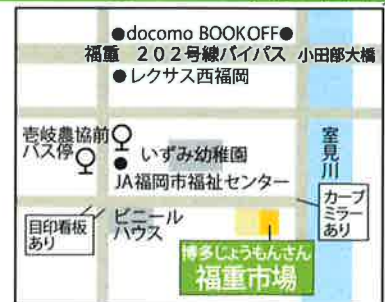 ●docomo BOOKOFF●
福重 202号線バイパス 小田部大橋
●レクサス西福岡
壱岐農協前
バス停
室見川
●いずみ幼稚園
JA福岡市福祉センター
カーブ
ミラー
あり
目印看板
あり
ビニール
ハウス
博多じょうもんさん
福重市場